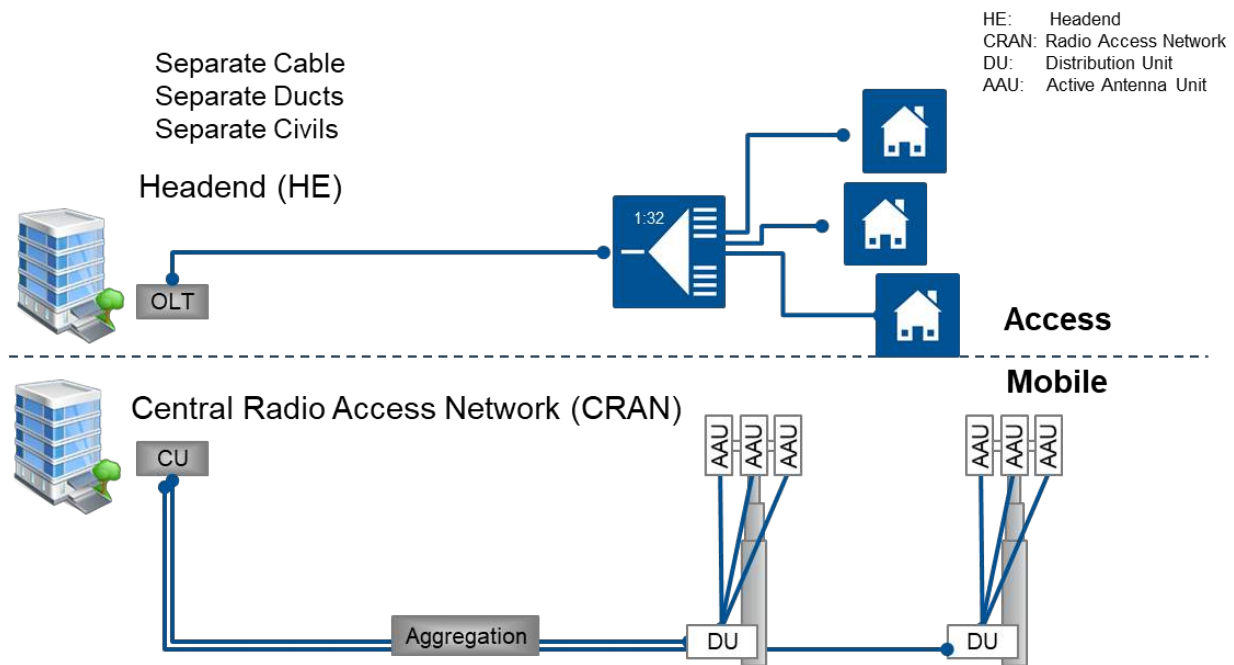 HE: Headend
CRAN: Radio Access Network
DU: Distribution Unit
AAU: Active Antenna Unit
Separate Cable
Separate Ducts
Separate Civils
Headend (HE)
1:32
OLT
Access
Mobile
Central Radio Access Network (CRAN)
CU
AAU
AAU
AAU
AAU
AAU
AAU
Aggregation
DU
DU